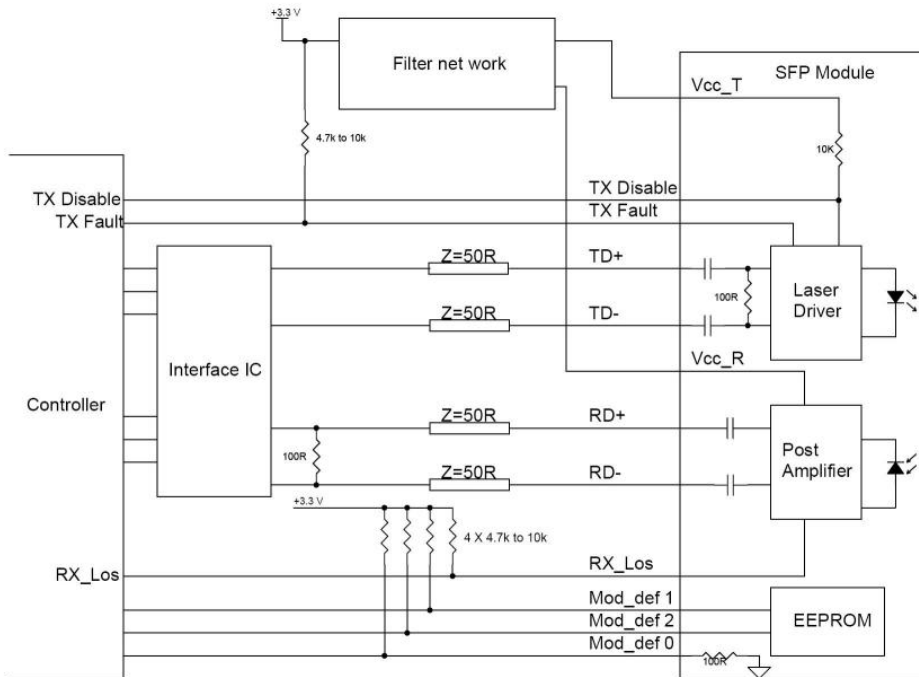 +3.3 V
Filter net work
SFP Module
Vcc_T
4.7k to 10k
10K
TX Disable
TX Disable
TX Fault
TX Fault
Z=50R
TD+
100R
Laser
Driver
Z=50R
TD-
Interface IC
Vcc_R
Controller
Z=50R
RD+
100R
Post
Amplifier
Z=50R
RD-
+3.3 V
4 X 4.7k to 10k
RX_Los
RX_Los
Mod_def 1
EEPROM
Mod_def 2
Mod_def 0
100R